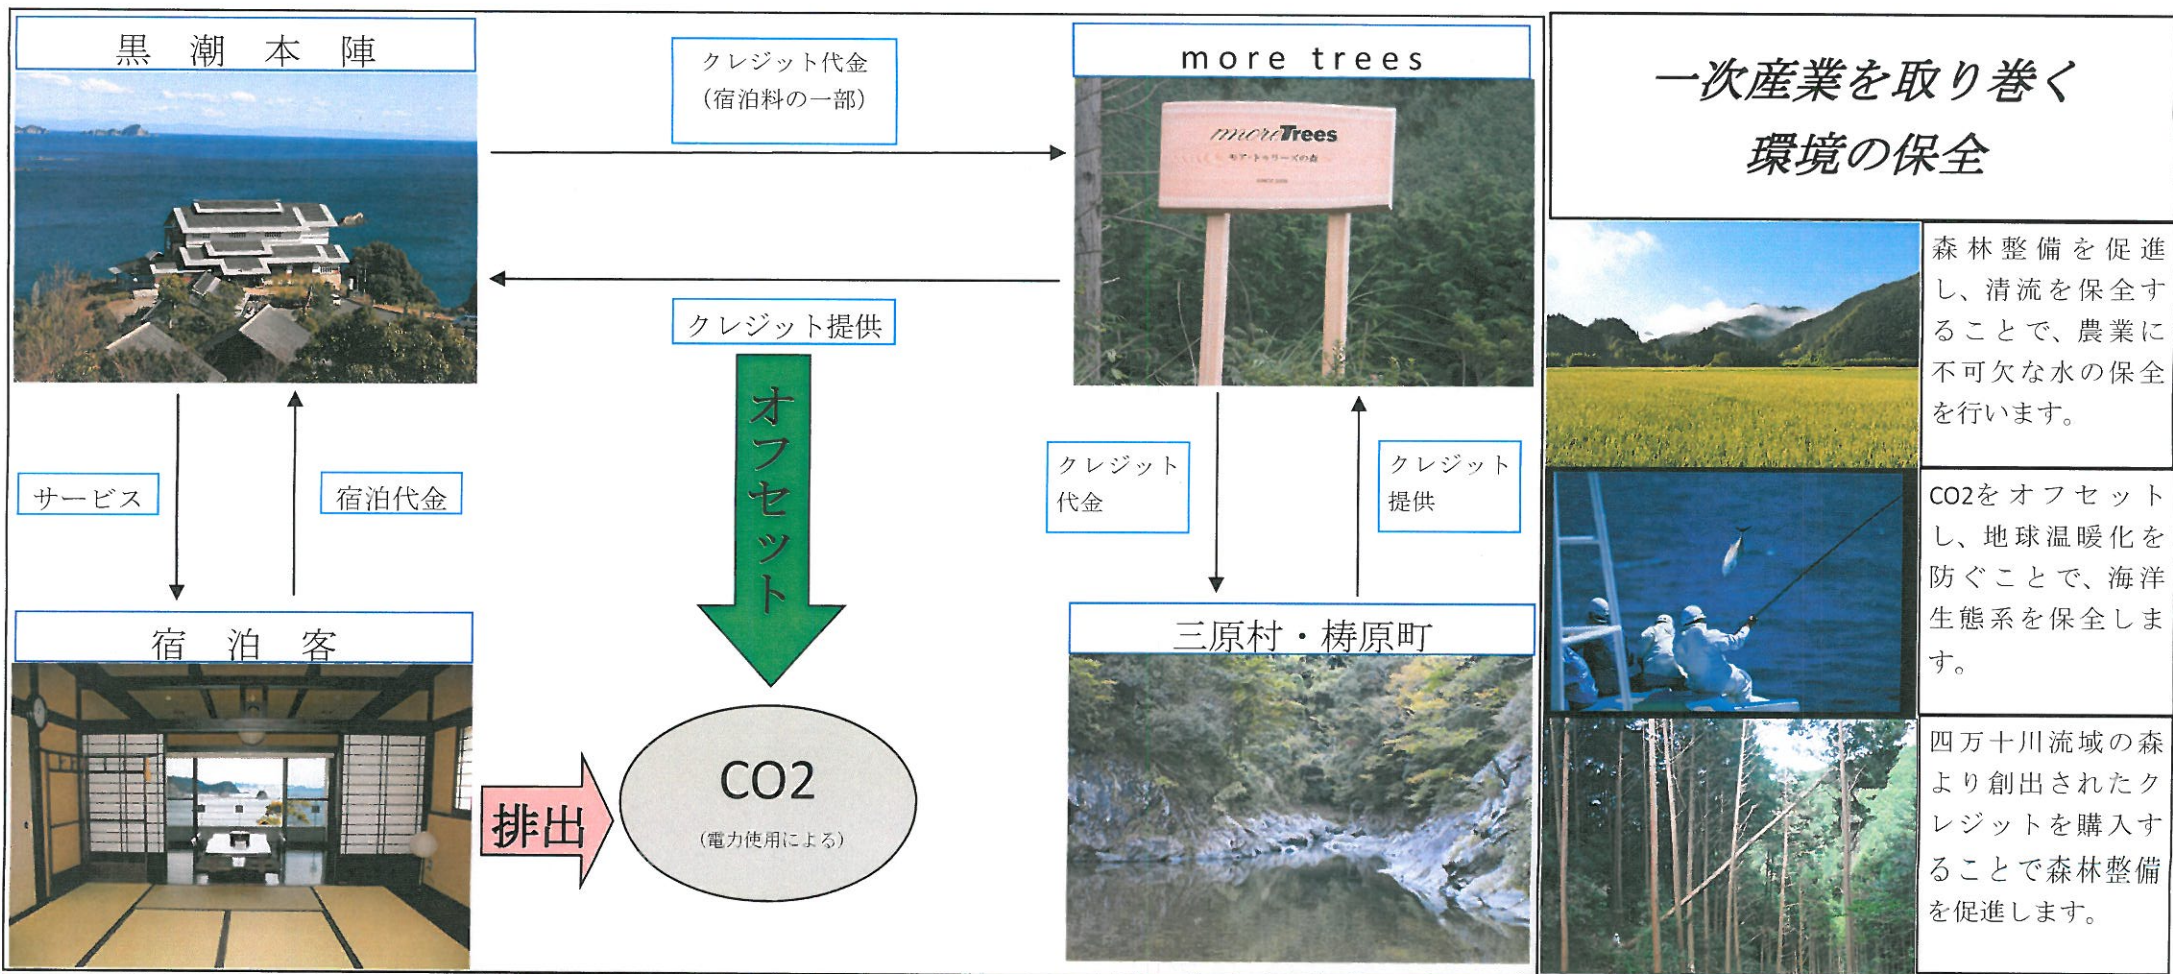 黒潮本陣
クレジット代金
（宿泊料の一部）
more trees
moreTrees
モア・トゥリーズの森
クレジット提供
オフセット
サービス
宿泊代金
クレジット
代金
クレジット
提供
宿泊客
三原村・梼原町
排出
CO2
(電力使用による)
一次産業を取り巻く
環境の保全
森林整備を促進
し、清流を保全す
ることで、農業に
不可欠な水の保全
を行います。
CO2をオフセット
し、地球温暖化を
防ぐことで、海洋
生態系を保全しま
す。
四万十川流域の森
より創出されたク
レジットを購入す
ることで森林整備
を促進します。